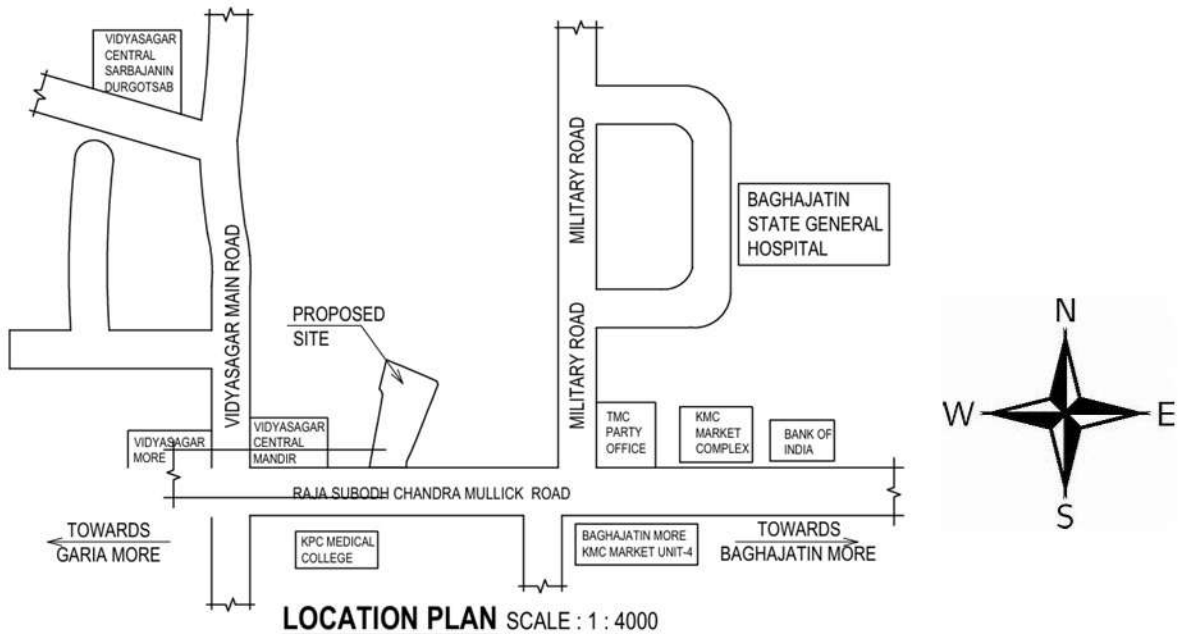 VIDYASAGAR
CENTRAL
SARBAJANIN
DURGOTSAB
MILITARY ROAD
BAGHAJATIN
STATE GENERAL
HOSPITAL
VIDYASAGAR MAIN ROAD
PROPOSED
SITE
MILITARY ROAD
N
W
E
S
VIDYASAGAR
MORE
VIDYASAGAR
CENTRAL
MANDIR
TMC
PARTY
OFFICE
KMC
MARKET
COMPLEX
BANK OF
INDIA
RAJA SUBODH CHANDRA MULLICK ROAD
TOWARDS
GARIA MORE
KPC MEDICAL
COLLEGE
BAGHAJATIN MORE
KMC MARKET UNIT-4
TOWARDS
BAGHAJATIN MORE
LOCATION PLAN SCALE : 1 : 4000